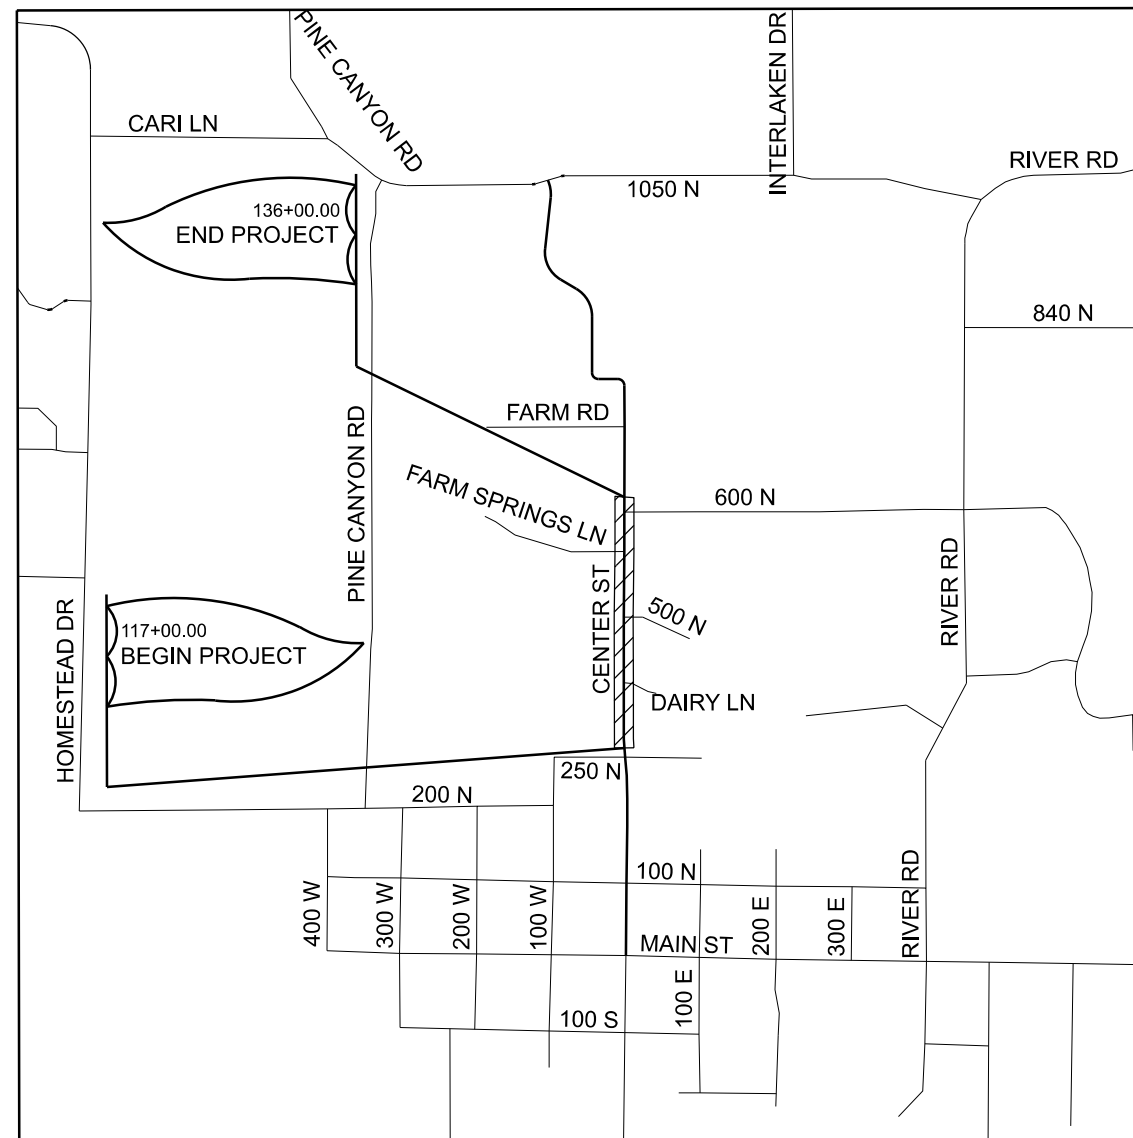 PINE CANYON RD
INTERLAKEN DR
CARI LN
RIVER RD
1050 N
136+00.00
END PROJECT
840 N
FARM RD
PINE CANYON RD
FARM SPRINGS LN
600 N
RIVER RD
CENTER ST
500 N
HOMESTEAD DR
117+00.00
BEGIN PROJECT
DAIRY LN
250 N
200 N
100 N
400 W
300 W
200 W
100 W
MAIN ST
200 E
300 E
RIVER RD
100 E
100 S